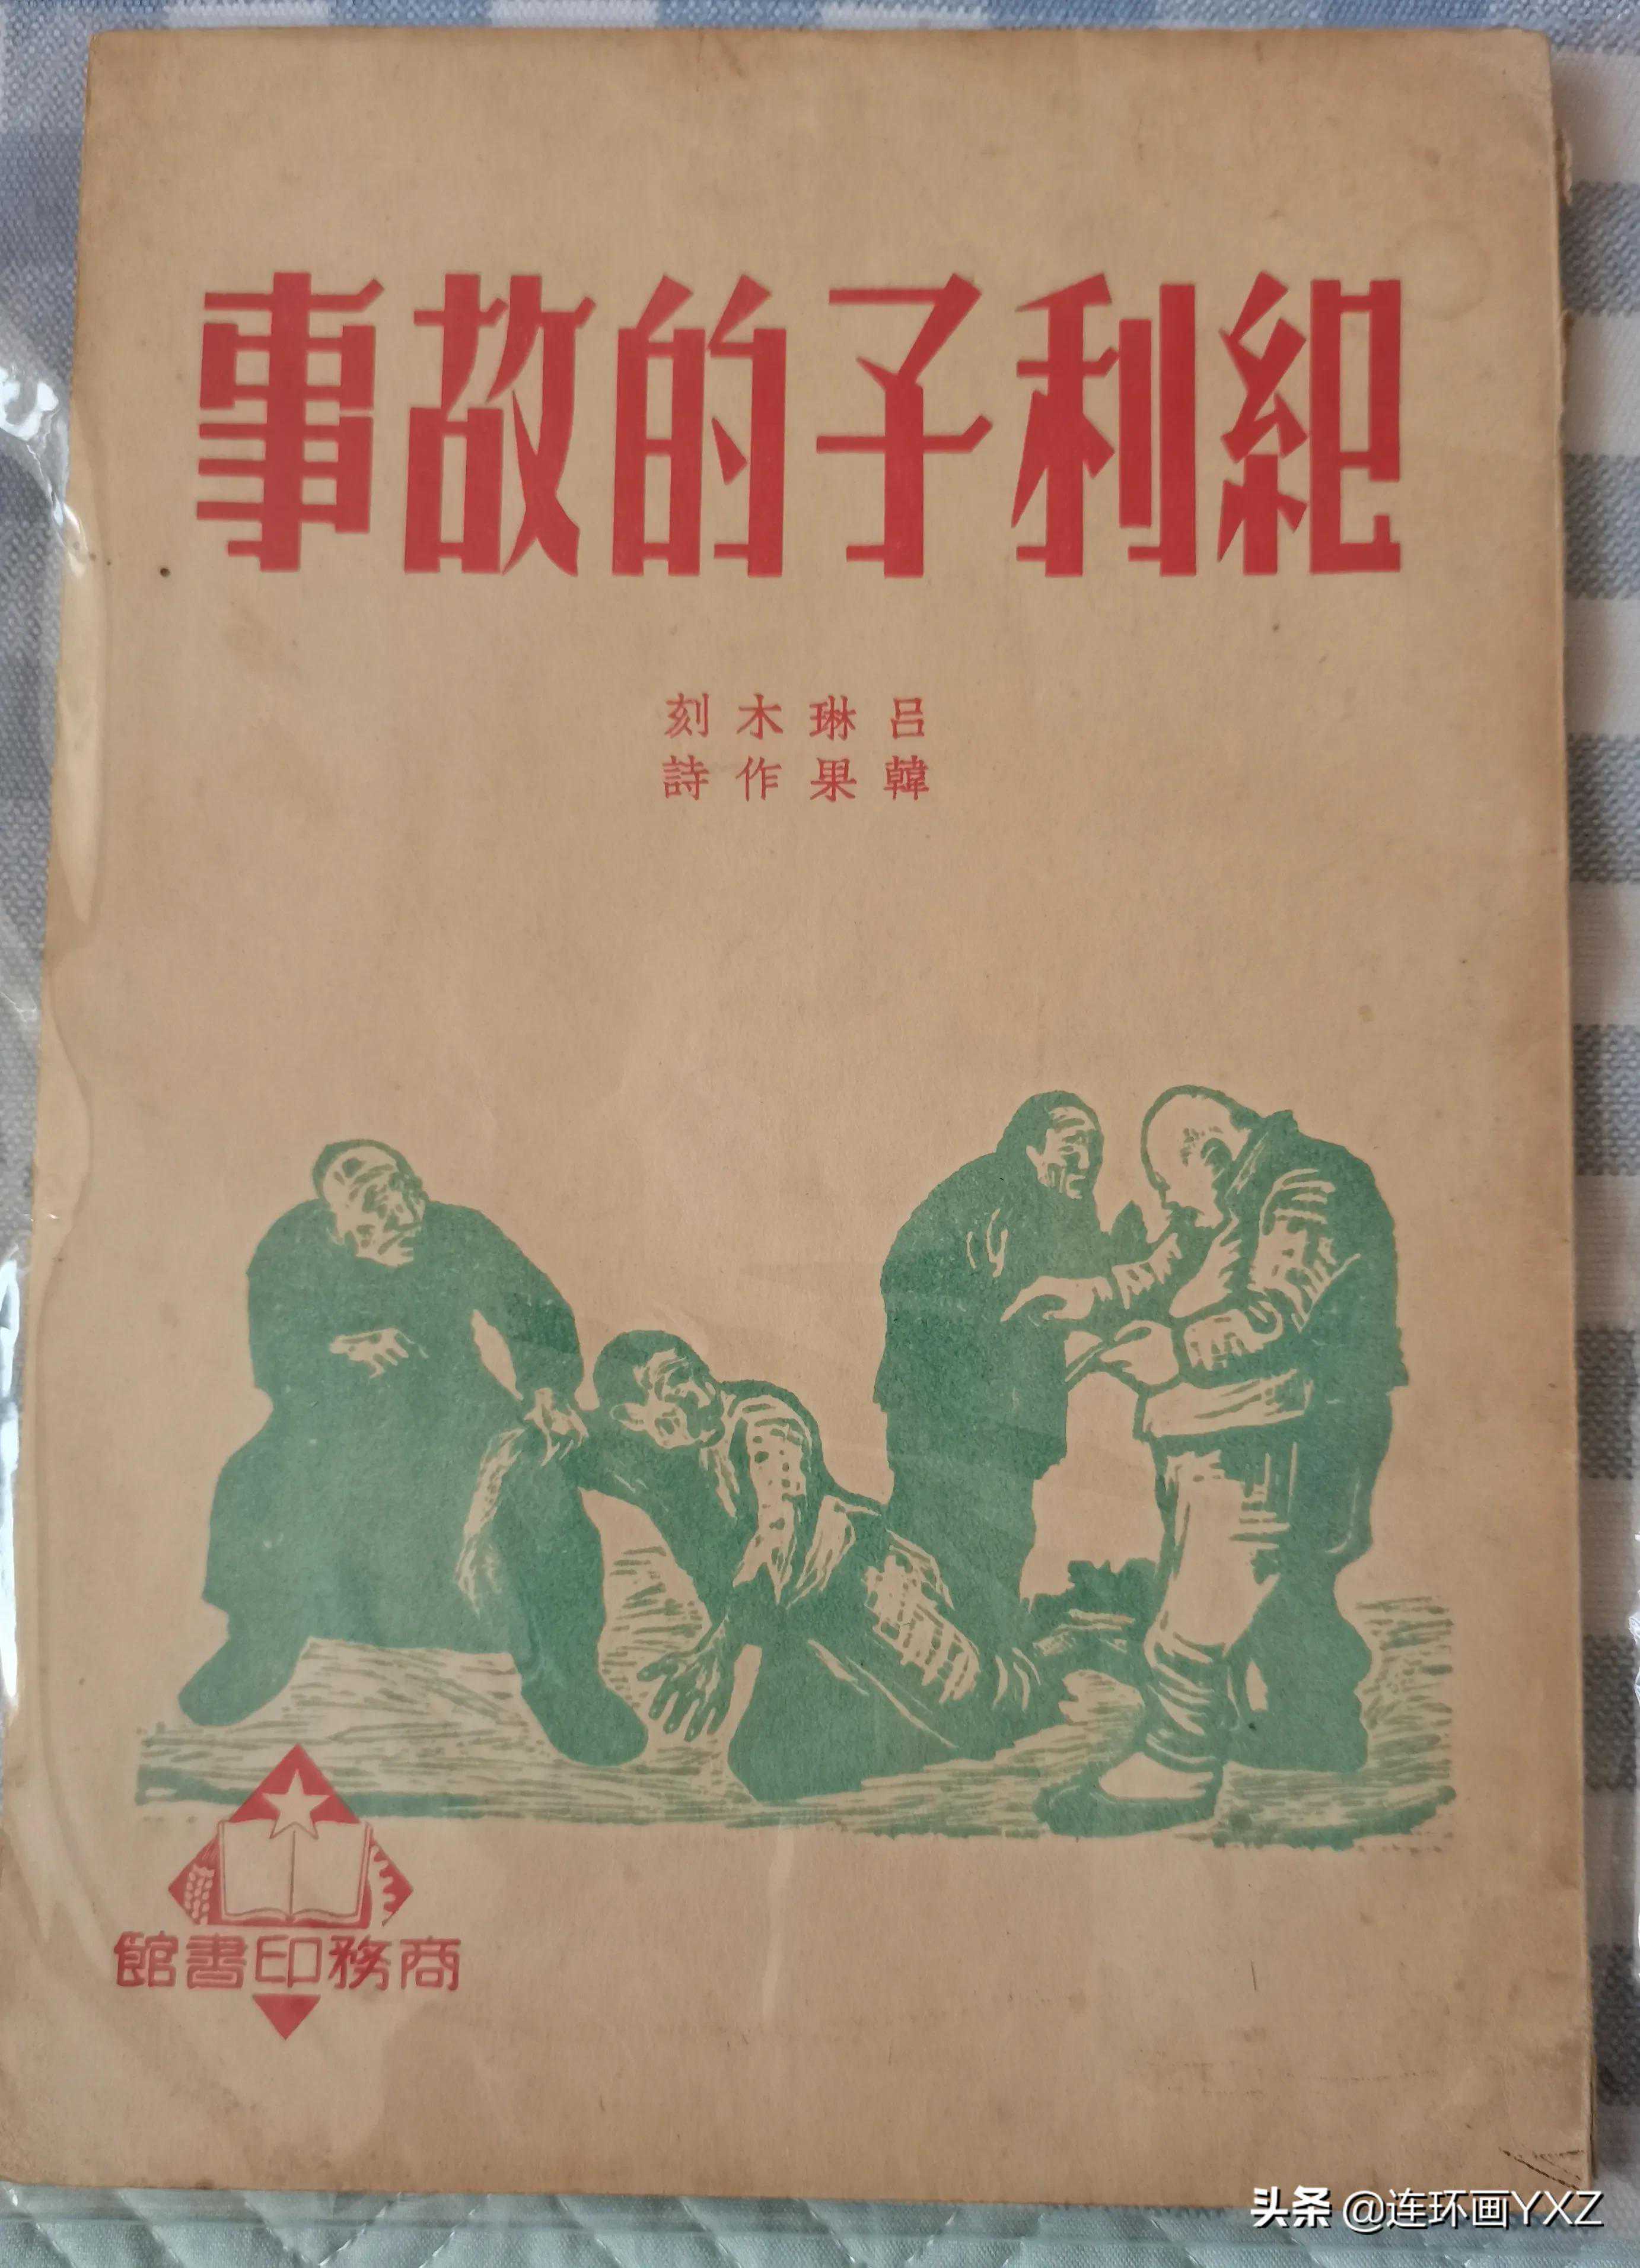 紀利子的故事
呂琳木刻
韓果作詩
商務印書館
头条 @连环画YXZ